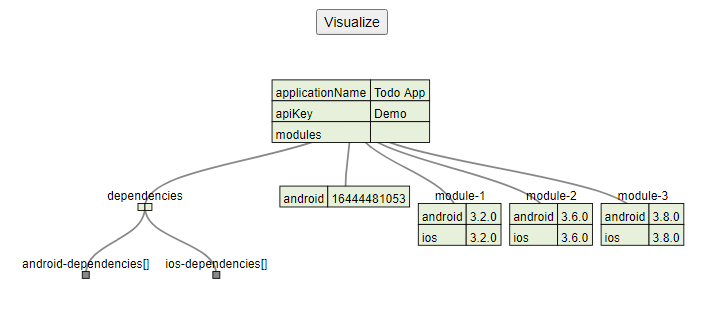 Visualize
applicationName Todo App
apiKey Demo
modules
dependencies
android 16444481053
module-1
android 3.2.0
ios 3.2.0
module-2
android 3.6.0
ios 3.6.0
module-3
android 3.8.0
ios 3.8.0
android-dependencies[]
ios-dependencies[]